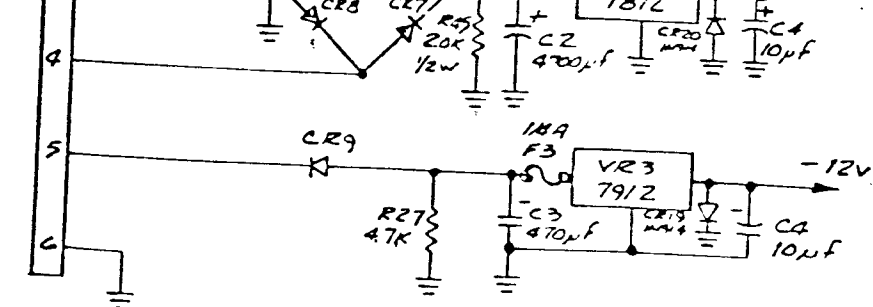 CR8
CR7
R25
20K
1/2W
C2
4700µf
7812
CR20
C4
10µf
4
5
CR9
1/8A
F3
VR3
7912
-12V
R27
4.7K
C3
470µf
CR19
C4
10µf
6